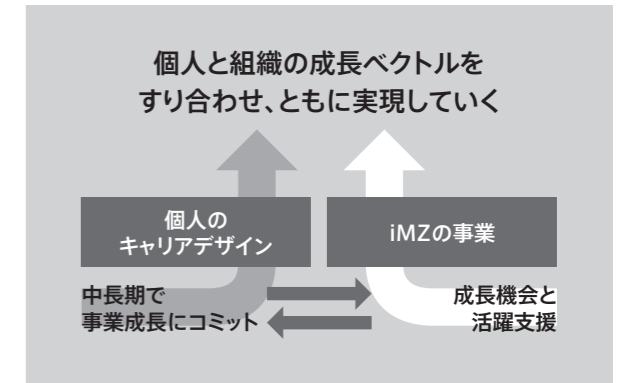 個人と組織の成長ベクトルを
すり合わせ、ともに実現していく
個人の
キャリアデザイン
iMZの事業
中長期で
事業成長にコミット
成長機会と
活躍支援